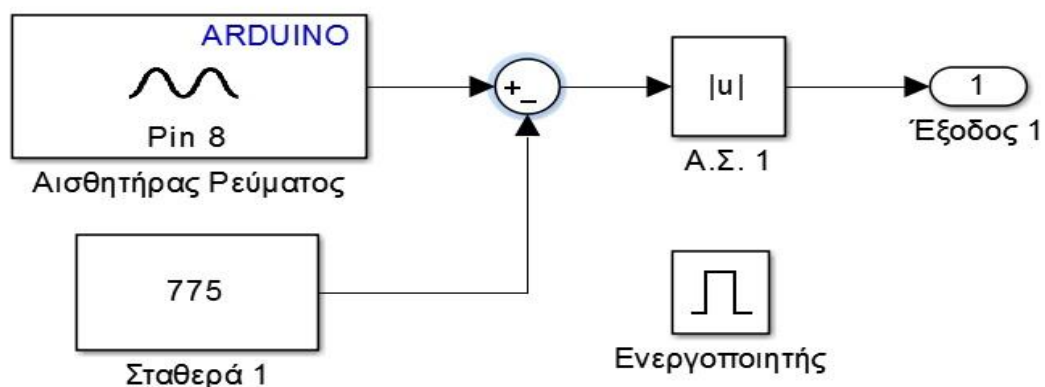 ARDUINO
Pin 8
Αισθητήρας Ρεύματος
+
−
|u|
Α.Σ. 1
1
Έξοδος 1
775
Σταθερά 1
Ενεργοποιητής